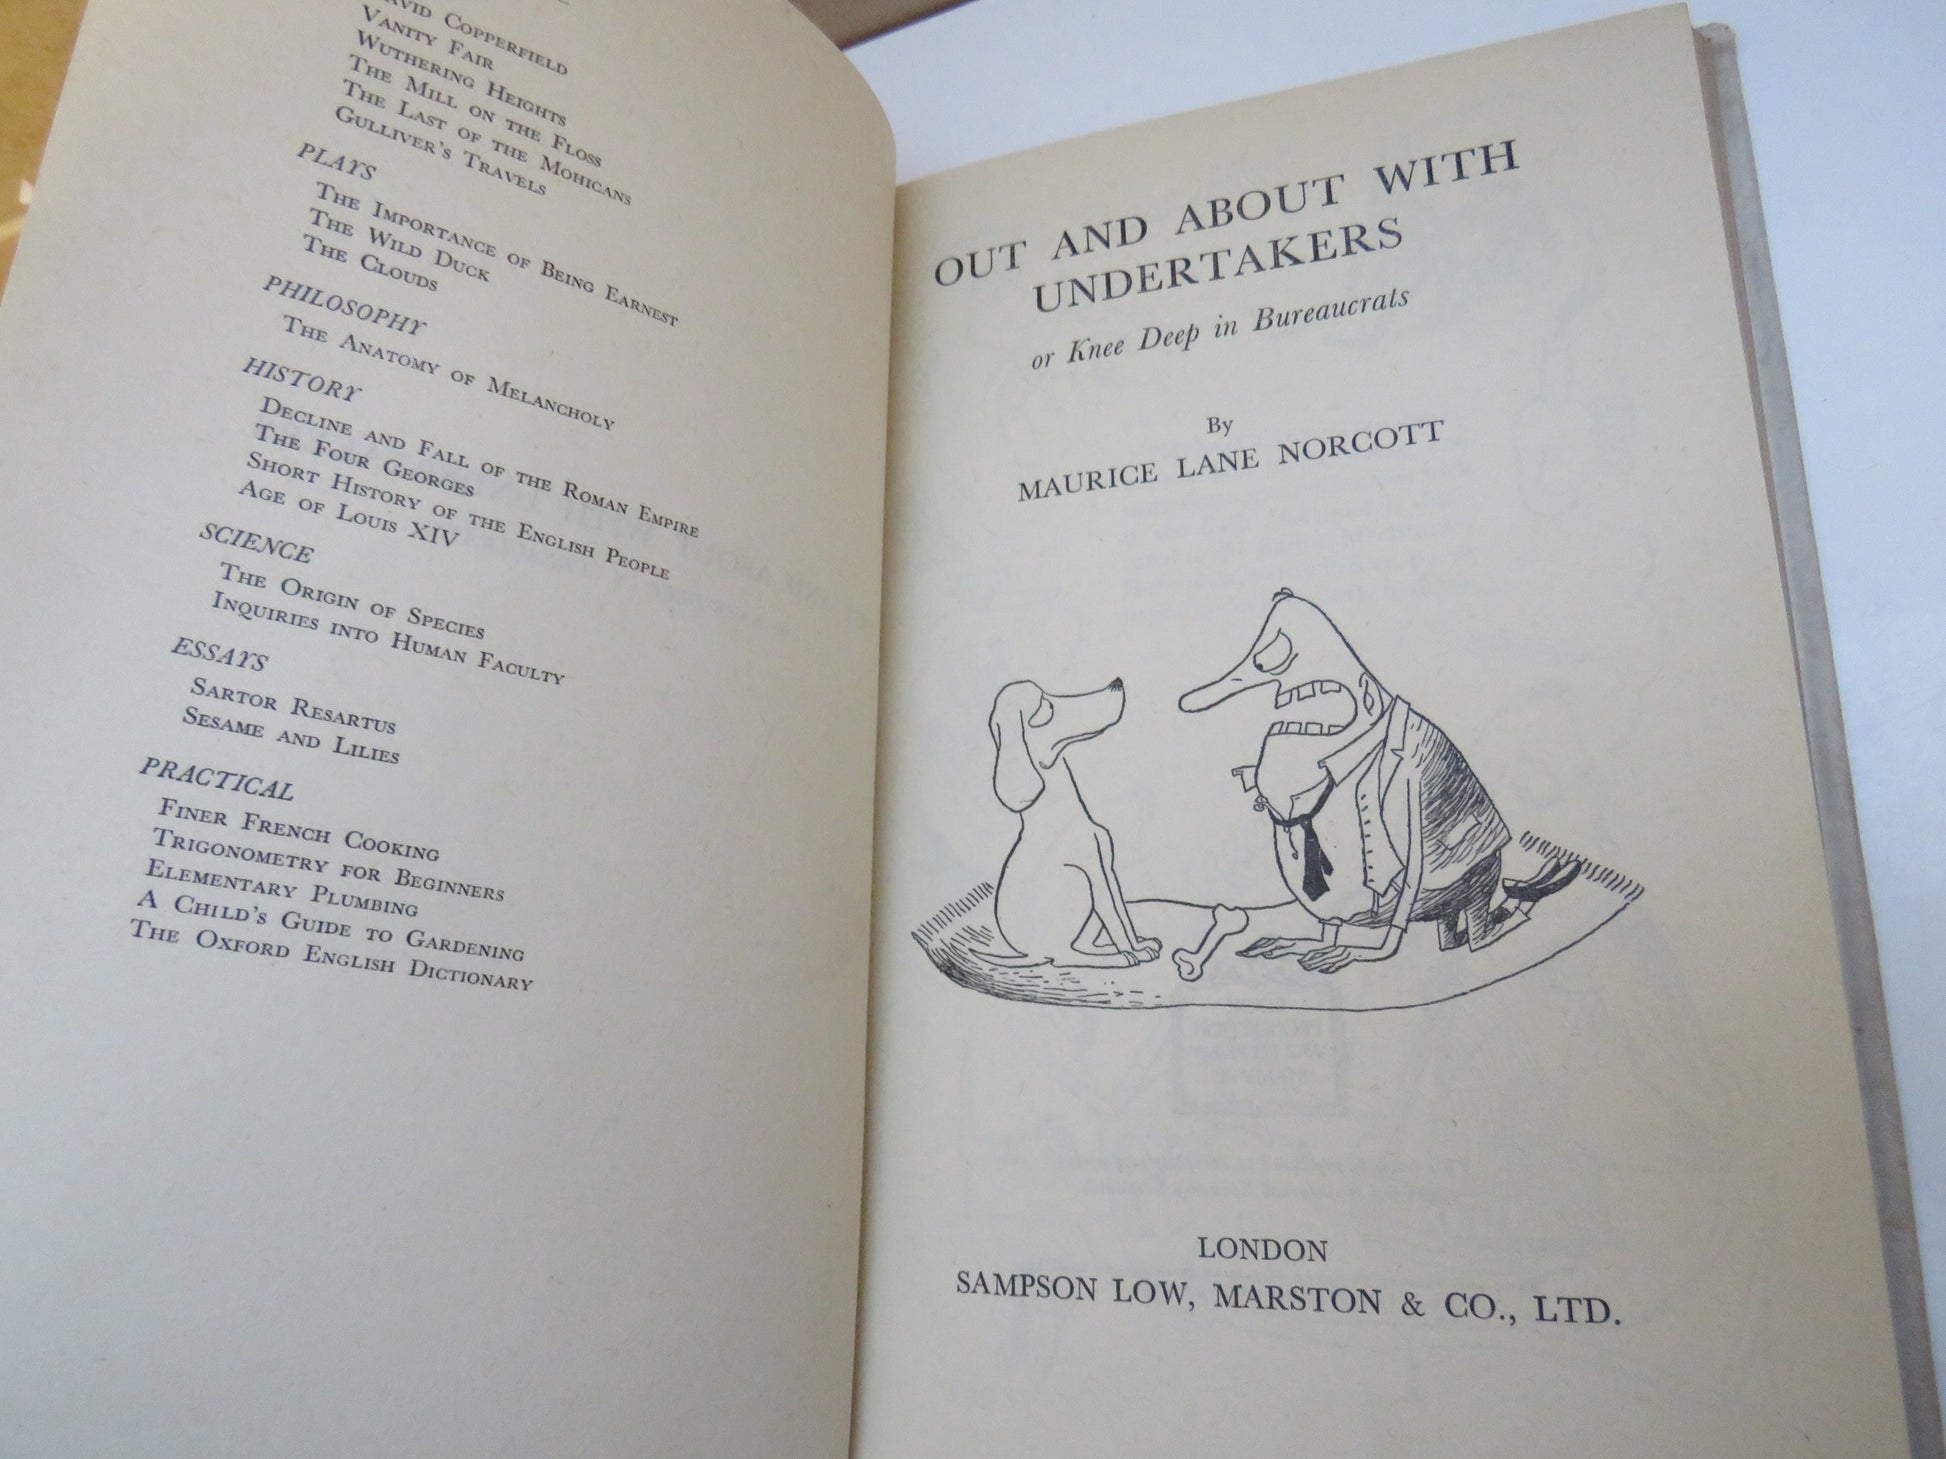 COPPERFIELD
VANITY FAIR
WUTHERING HEIGHTS
THE MILL ON THE FLOSS
THE LAST OF THE MOHICANS
GULLIVER'S TRAVELS
PLAYS
THE IMPORTANCE OF BEING EARNEST
THE WILD DUCK
THE CLOUDS
PHILOSOPHY
THE ANATOMY OF MELANCHOLY
HISTORY
DECLINE AND FALL OF THE ROMAN EMPIRE
THE FOUR GEORGES
SHORT HISTORY OF THE ENGLISH PEOPLE
AGE OF LOUIS XIV
SCIENCE
THE ORIGIN OF SPECIES
INQUIRIES INTO HUMAN FACULTY
ESSAYS
SARTOR RESARTUS
SESAME AND LILIES
PRACTICAL
FINER FRENCH COOKING
TRIGONOMETRY FOR BEGINNERS
ELEMENTARY PLUMBING
A CHILD'S GUIDE TO GARDENING
THE OXFORD ENGLISH DICTIONARY
OUT AND ABOUT WITH
UNDERTAKERS
or Knee Deep in Bureaucrats
By
MAURICE LANE NORCOTT
LONDON
SAMPSON LOW, MARSTON & CO., LTD.